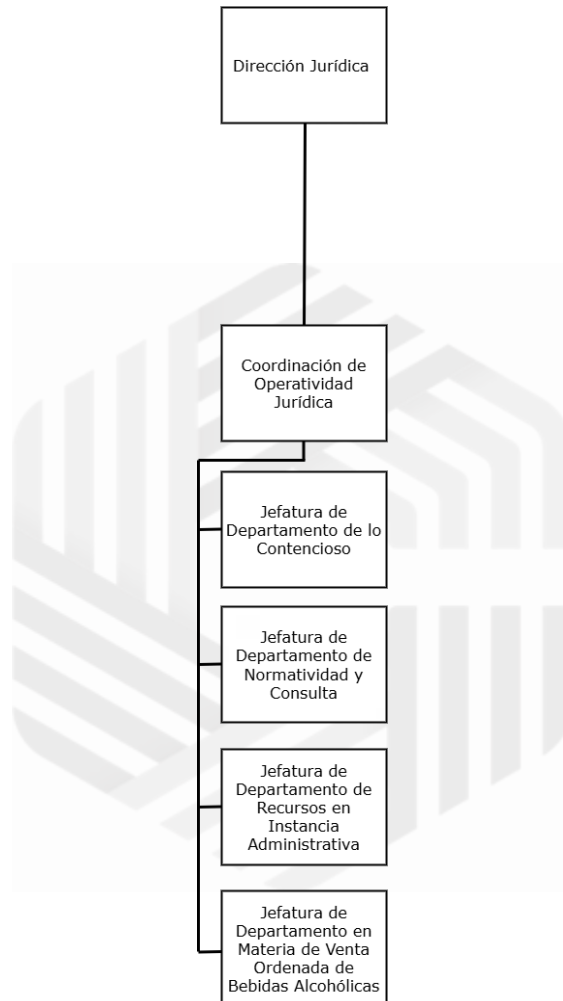 Dirección Jurídica
Coordinación de
Operatividad
Jurídica
Jefatura de
Departamento de lo
Contencioso
Jefatura de
Departamento de
Normatividad y
Consulta
Jefatura de
Departamento de
Recursos en
Instancia
Administrativa
Jefatura de
Departamento en
Materia de Venta
Ordenada de
Bebidas Alcohólicas